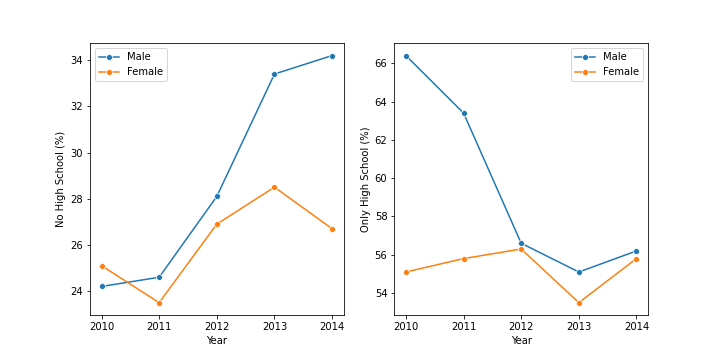 Male
Female
34
32
30
28
26
24
No High School (%)
2010 2011 2012 2013 2014
Year
Male
Female
66
64
62
60
58
56
54
Only High School (%)
2010 2011 2012 2013 2014
Year